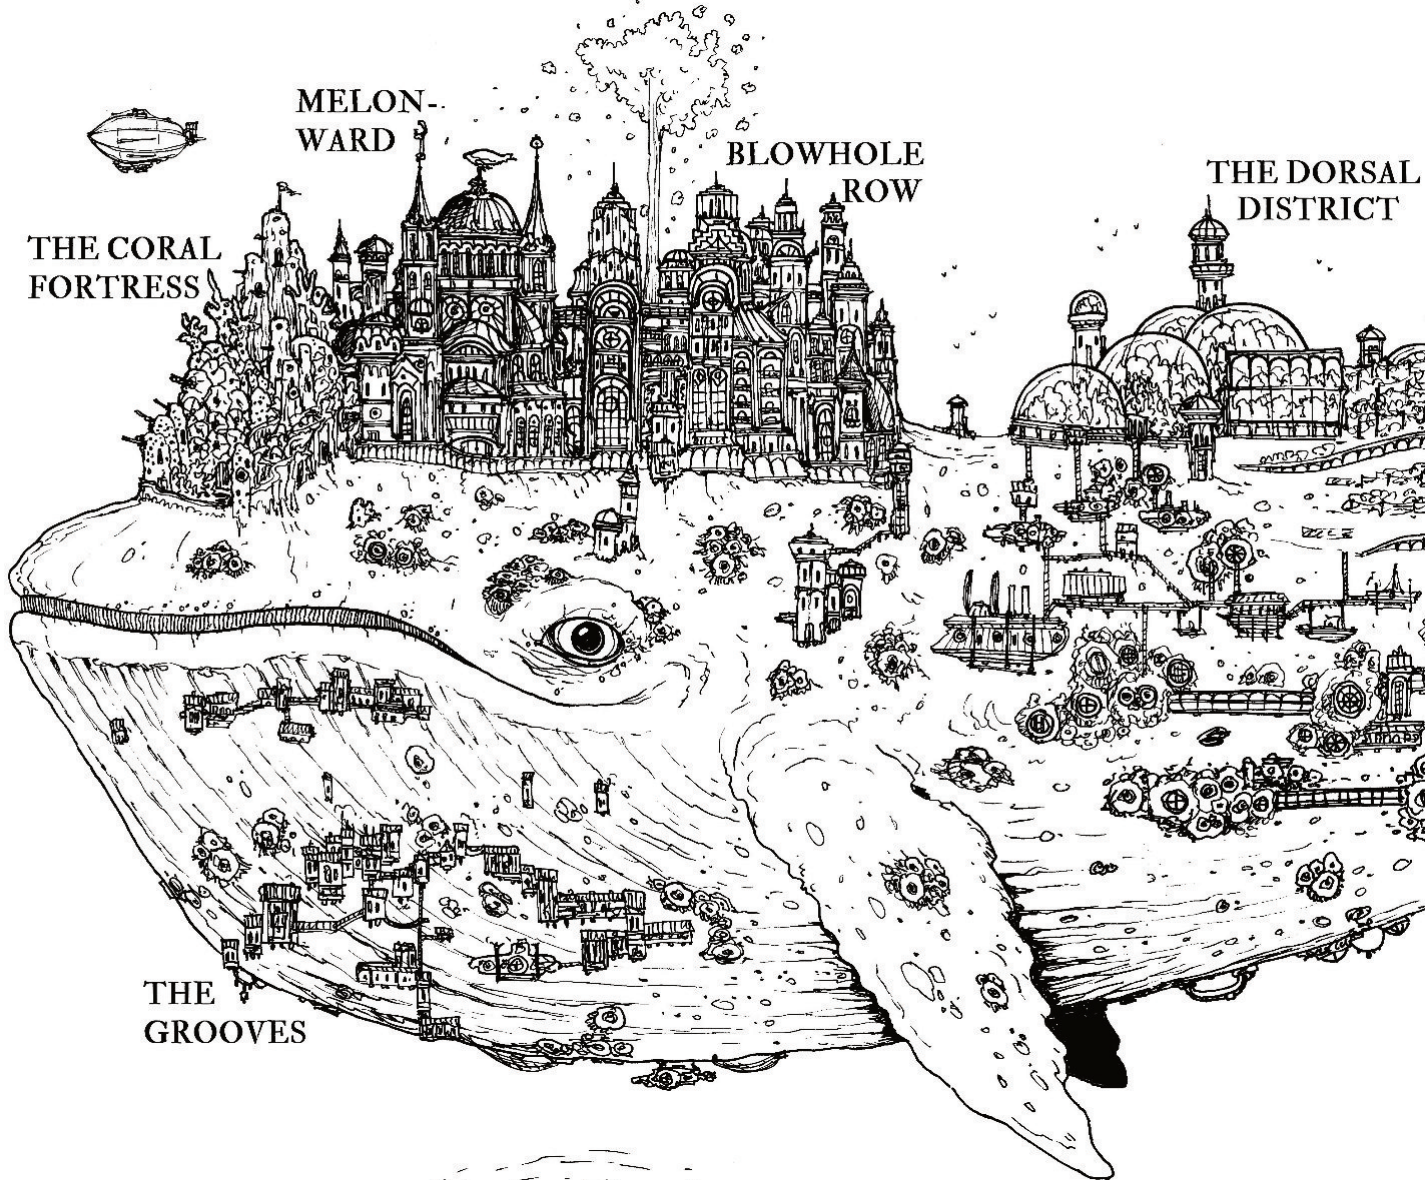 MELON-
WARD
BLOWHOLE
ROW
THE DORSAL
DISTRICT
THE CORAL
FORTRESS
THE
GROOVES